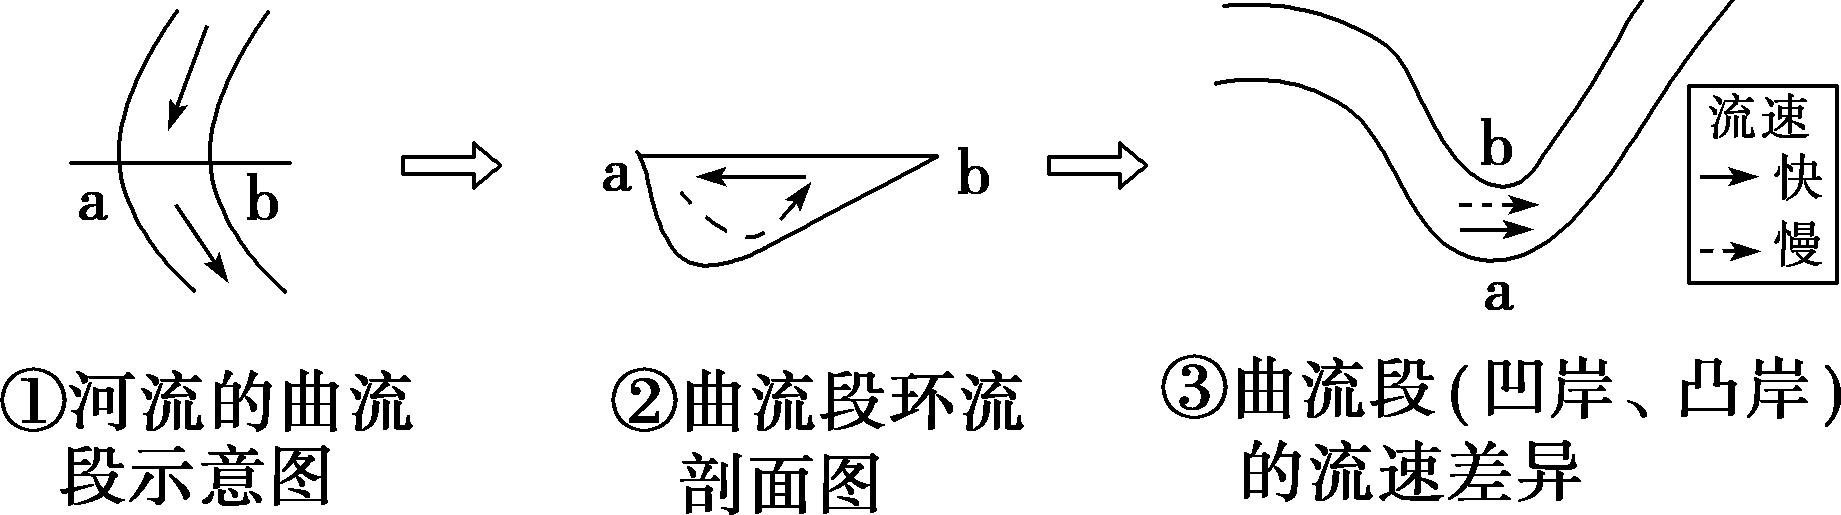 a
b
a
b
b
a
流速
快
慢
①河流的曲流
段示意图
②曲流段环流
剖面图
③曲流段(凹岸、凸岸)
的流速差异